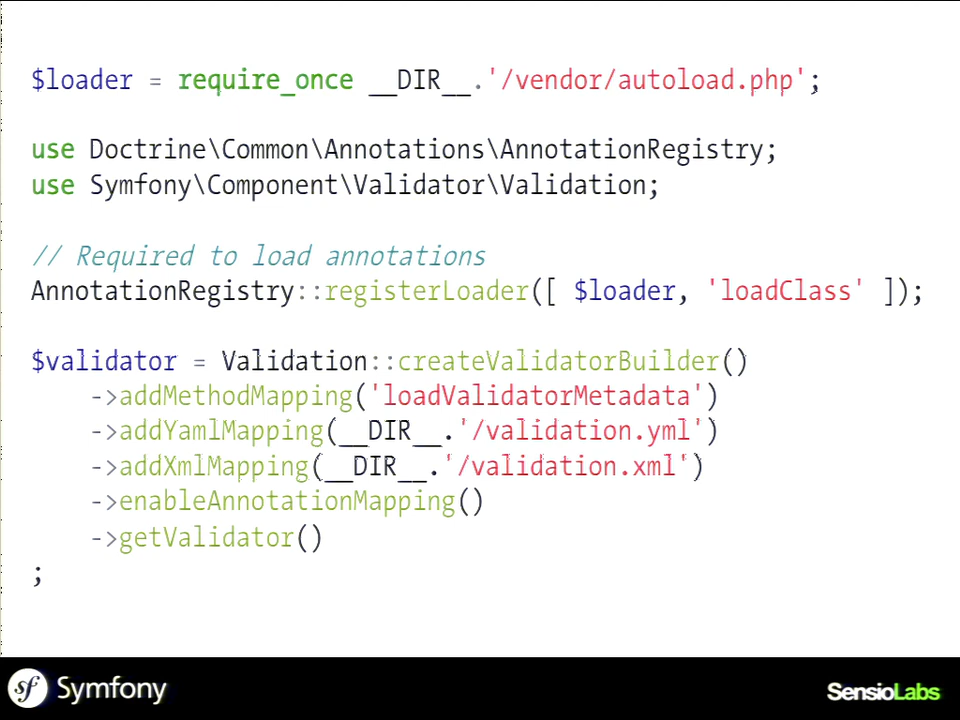 $loader = require_once __DIR__.'/vendor/autoload.php';
use Doctrine\Common\Annotations\AnnotationRegistry;
use Symfony\Component\Validator\Validation;
// Required to load annotations
AnnotationRegistry::registerLoader([ $loader, 'loadClass' ]);
$validator = Validation::createValidatorBuilder()
    ->addMethodMapping('loadValidatorMetadata')
    ->addYamlMapping(__DIR__.'/validation.yml')
    ->addXmlMapping(__DIR__.'/validation.xml')
    ->enableAnnotationMapping()
    ->getValidator()
;
sf Symfony
SensioLabs